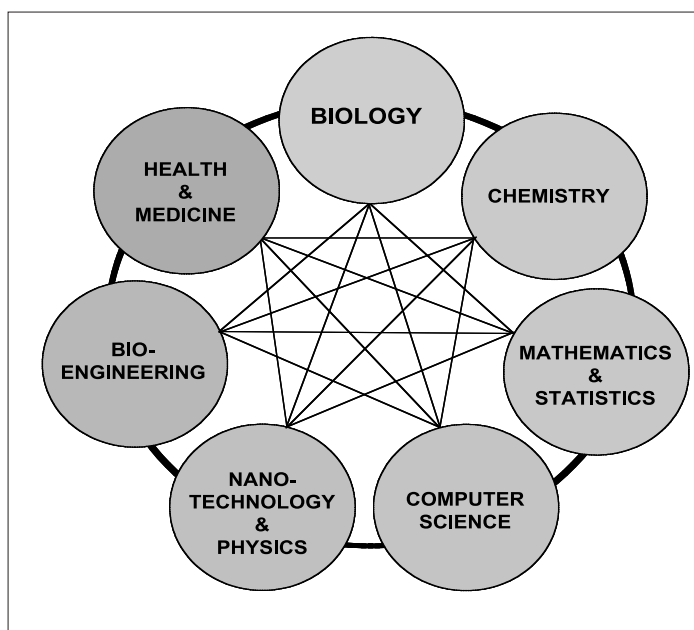 BIOLOGY
HEALTH
&
MEDICINE
CHEMISTRY
BIO-
ENGINEERING
MATHEMATICS
&
STATISTICS
NANO-
TECHNOLOGY
&
PHYSICS
COMPUTER
SCIENCE